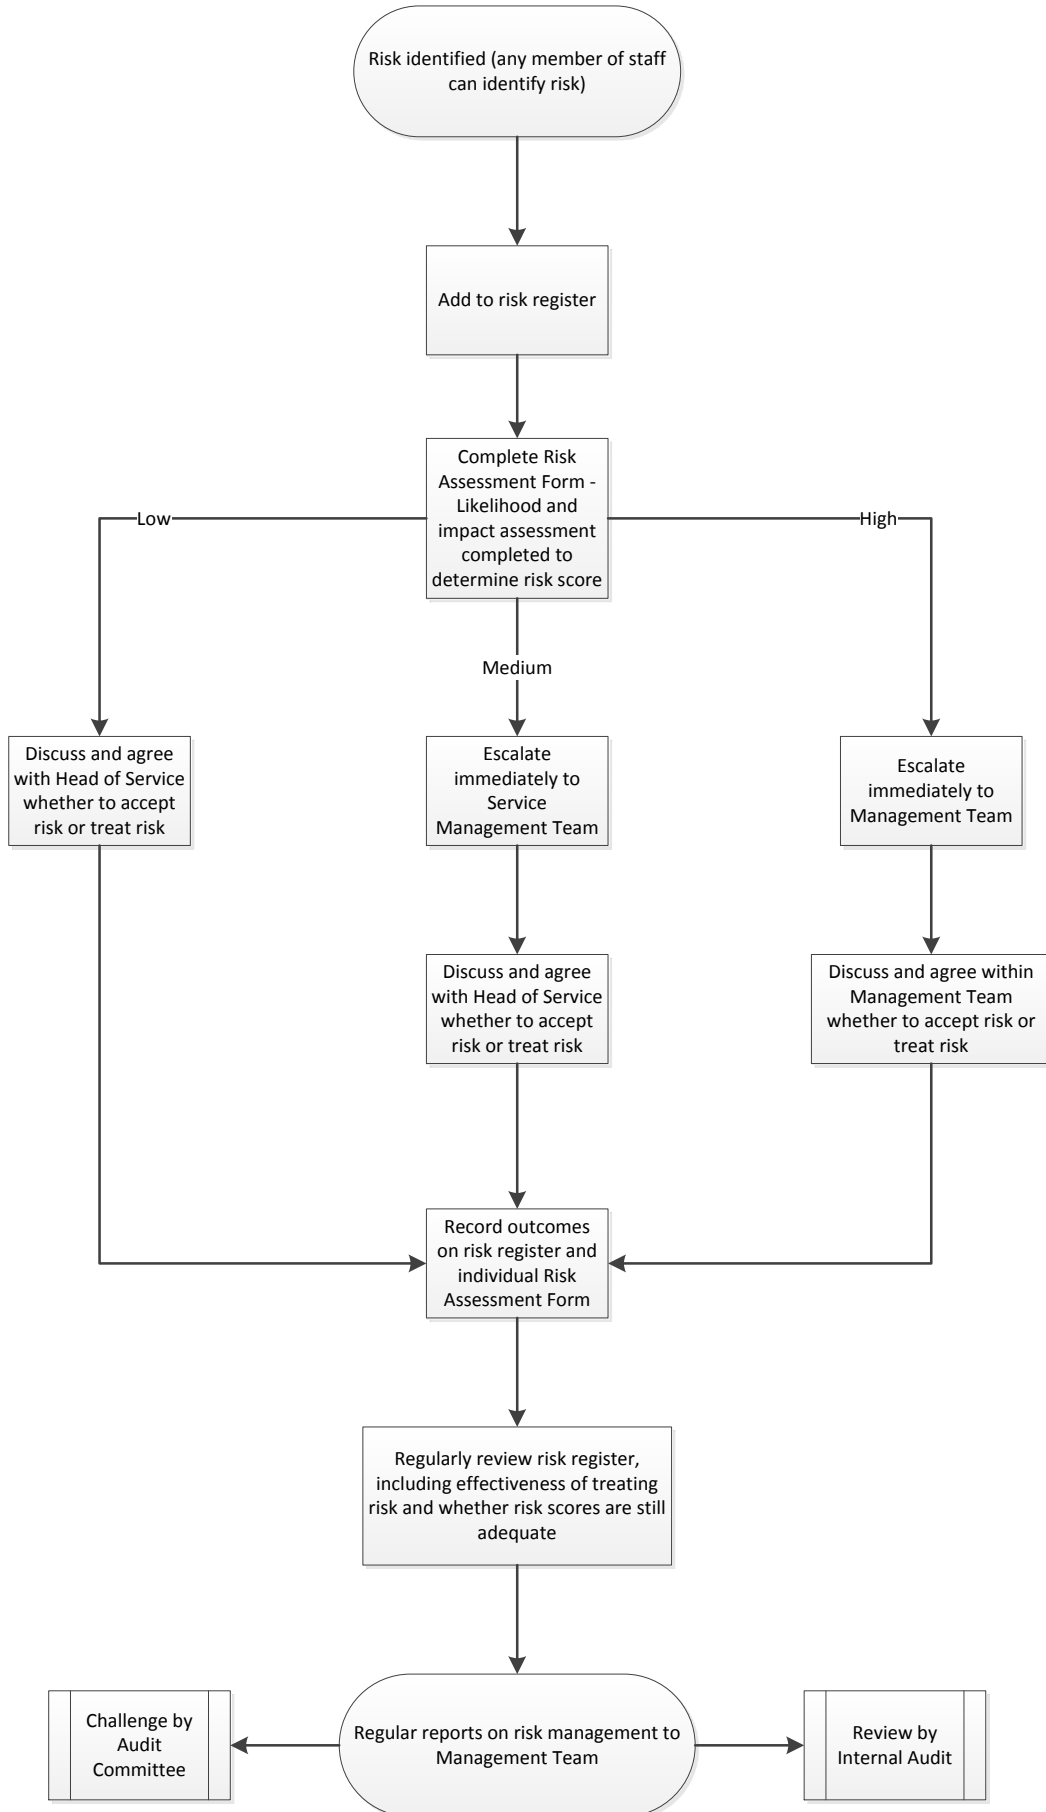 Risk identified (any member of staff
can identify risk)
Add to risk register
Complete Risk
Assessment Form -
Likelihood and
impact assessment
completed to
determine risk score
Low
High
Medium
Discuss and agree
with Head of Service
whether to accept
risk or treat risk
Escalate
immediately to
Service
Management Team
Escalate
immediately to
Management Team
Discuss and agree
with Head of Service
whether to accept
risk or treat risk
Discuss and agree within
Management Team
whether to accept risk or
treat risk
Record outcomes
on risk register and
individual Risk
Assessment Form
Regularly review risk register,
including effectiveness of treating
risk and whether risk scores are still
adequate
Challenge by
Audit
Committee
Regular reports on risk management to
Management Team
Review by
Internal Audit